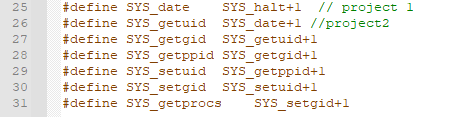 25 #define SYS_date SYS_halt+1 // project 1
26 #define SYS_getuid SYS_date+1 //project2
27 #define SYS_getgid SYS_getuid+1
28 #define SYS_getppid SYS_getgid+1
29 #define SYS_setuid SYS_getppid+1
30 #define SYS_setgid SYS_setuid+1
31 #define SYS_getprocs SYS_setgid+1